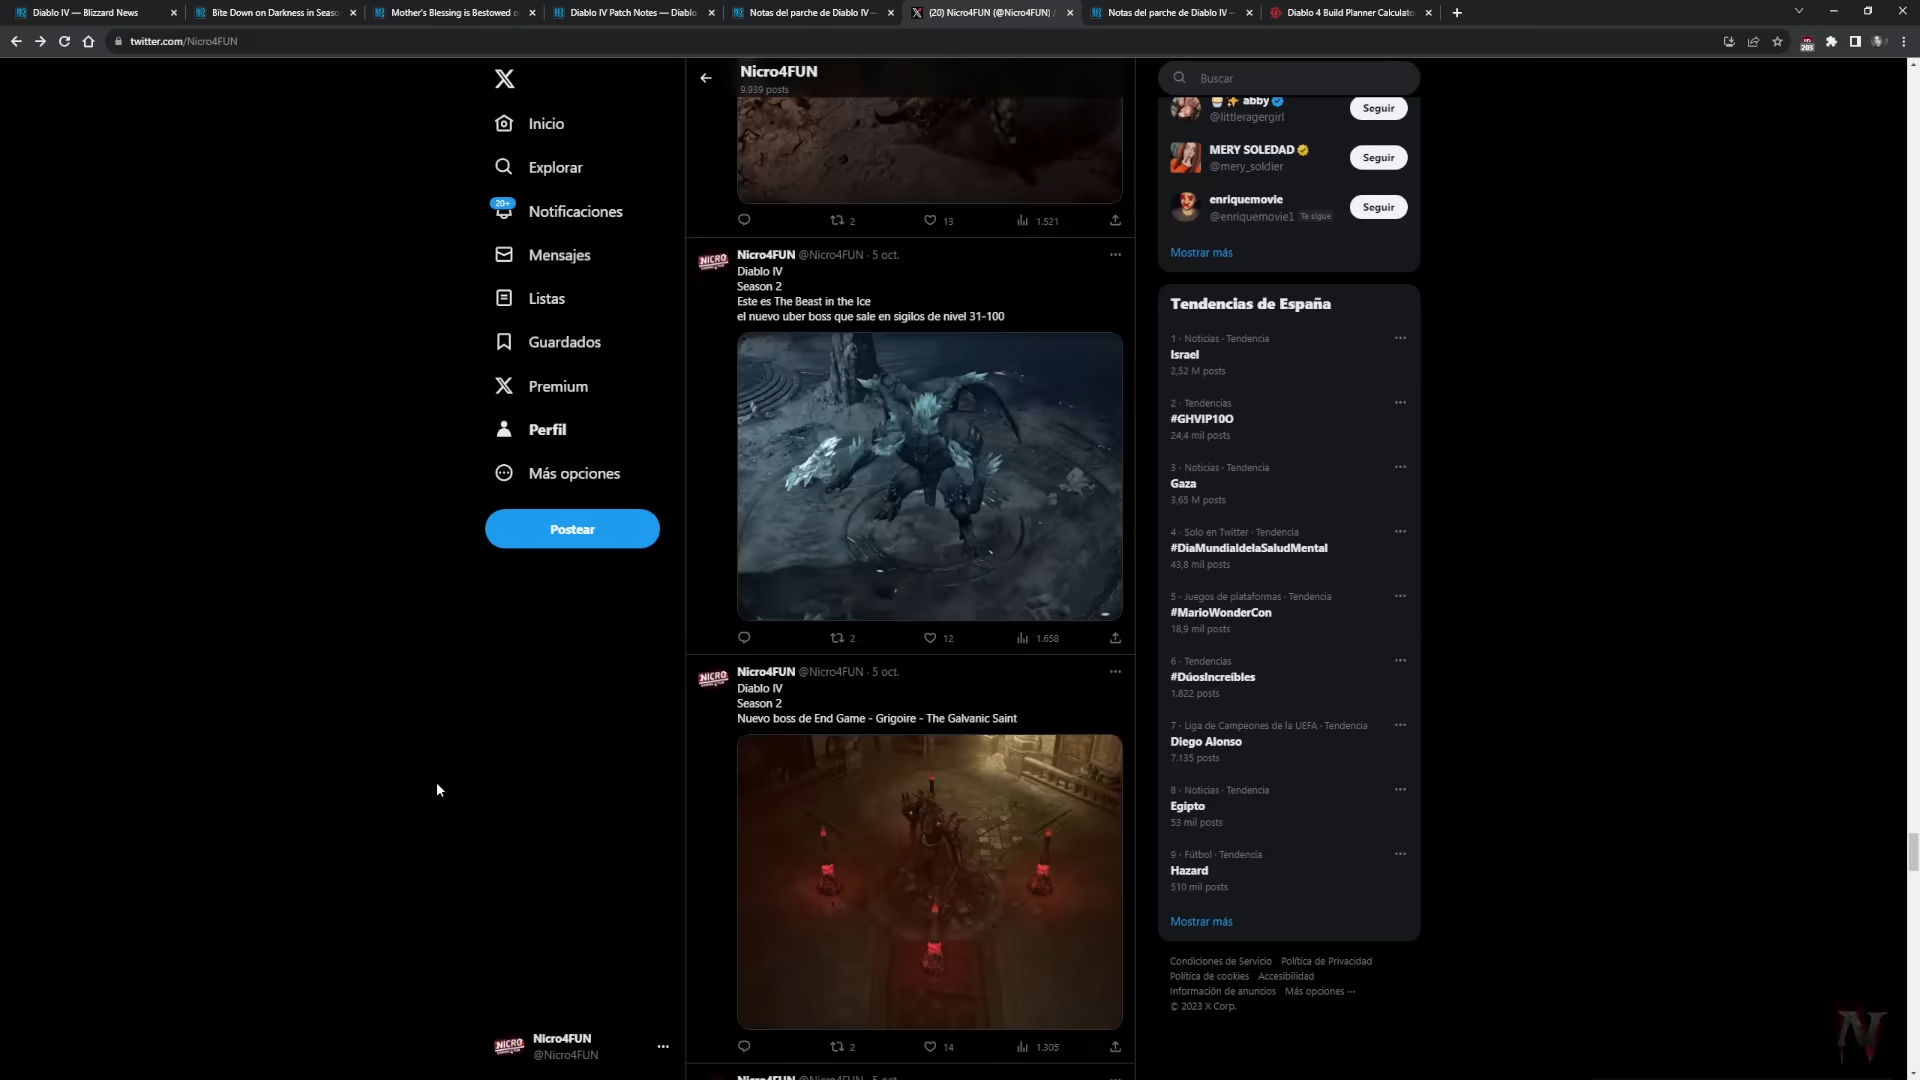 Diablo IV — Blizzard News
Bite Down on Darkness in Seaso
Mother's Blessing is Bestowed o
Diablo IV Patch Notes — Diablo
Notas del parche de Diablo IV —
(20) Nicro4FUN (@Nicro4FUN) /
Notas del parche de Diablo IV —
Diablo 4 Build Planner Calculato
twitter.com/Nicro4FUN
203
Inicio
Explorar
20+
Notificaciones
Mensajes
Listas
Guardados
Premium
Perfil
Más opciones
Postear
NICRO
Nicro4FUN
@Nicro4FUN
Nicro4FUN
9.939 posts
2
13
1.521
NICRO
Nicro4FUN @Nicro4FUN · 5 oct.
Diablo IV
Season 2
Este es The Beast in the Ice
el nuevo uber boss que sale en sigilos de nivel 31-100
2
12
1.658
NICRO
Nicro4FUN @Nicro4FUN · 5 oct.
Diablo IV
Season 2
Nuevo boss de End Game - Grigoire - The Galvanic Saint
2
14
1.305
Nicro4FUN @Nicro4FUN · 5 oct.
Buscar
abby
@littleragergirl
Seguir
MERY SOLEDAD
@mery_soldier
Seguir
enriquemovie
@enriquemovie1 Te sigue
Seguir
Mostrar más
Tendencias de España
1 · Noticias · Tendencia
Israel
2,52 M posts
2 · Tendencias
#GHVIP10O
24,4 mil posts
3 · Noticias · Tendencia
Gaza
3,65 M posts
4 · Solo en Twitter · Tendencia
#DiaMundialdelaSaludMental
43,8 mil posts
5 · Juegos de plataformas · Tendencia
#MarioWonderCon
18,9 mil posts
6 · Tendencias
#DúosIncreíbles
1.822 posts
7 · Liga de Campeones de la UEFA · Tendencia
Diego Alonso
7.135 posts
8 · Noticias · Tendencia
Egipto
53 mil posts
9 · Fútbol · Tendencia
Hazard
510 mil posts
Mostrar más
Condiciones de Servicio Política de Privacidad
Política de cookies Accesibilidad
Información de anuncios Más opciones ···
© 2023 X Corp.
N